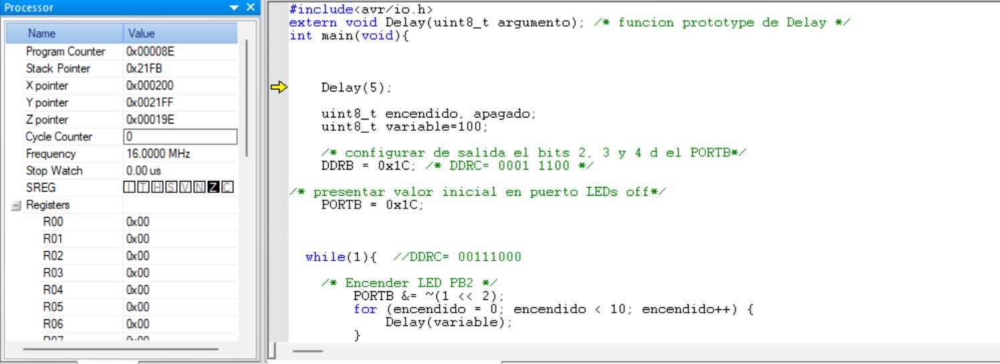 Processor
Name Value
Program Counter 0x00008E
Stack Pointer 0x21FB
X pointer 0x000200
Y pointer 0x0021FF
Z pointer 0x00019E
Cycle Counter 0
Frequency 16.0000 MHz
Stop Watch 0.00 us
SREG I T H S V N Z C
Registers
R00 0x00
R01 0x00
R02 0x00
R03 0x00
R04 0x00
R05 0x00
R06 0x00
R07 0x00
#include<avr/io.h>
extern void Delay(uint8_t argumento); /* funcion prototype de Delay */
int main(void){
Delay(5);
uint8_t encendido, apagado;
uint8_t variable=100;
/* configurar de salida el bits 2, 3 y 4 d el PORTB*/
DDRB = 0x1C; /* DDRC= 0001 1100 */
/* presentar valor inicial en puerto LEDs off*/
PORTB = 0x1C;
while(1){ //DDRC= 00111000
/* Encender LED PB2 */
PORTB &= ~(1 << 2);
for (encendido = 0; encendido < 10; encendido++) {
Delay(variable);
}